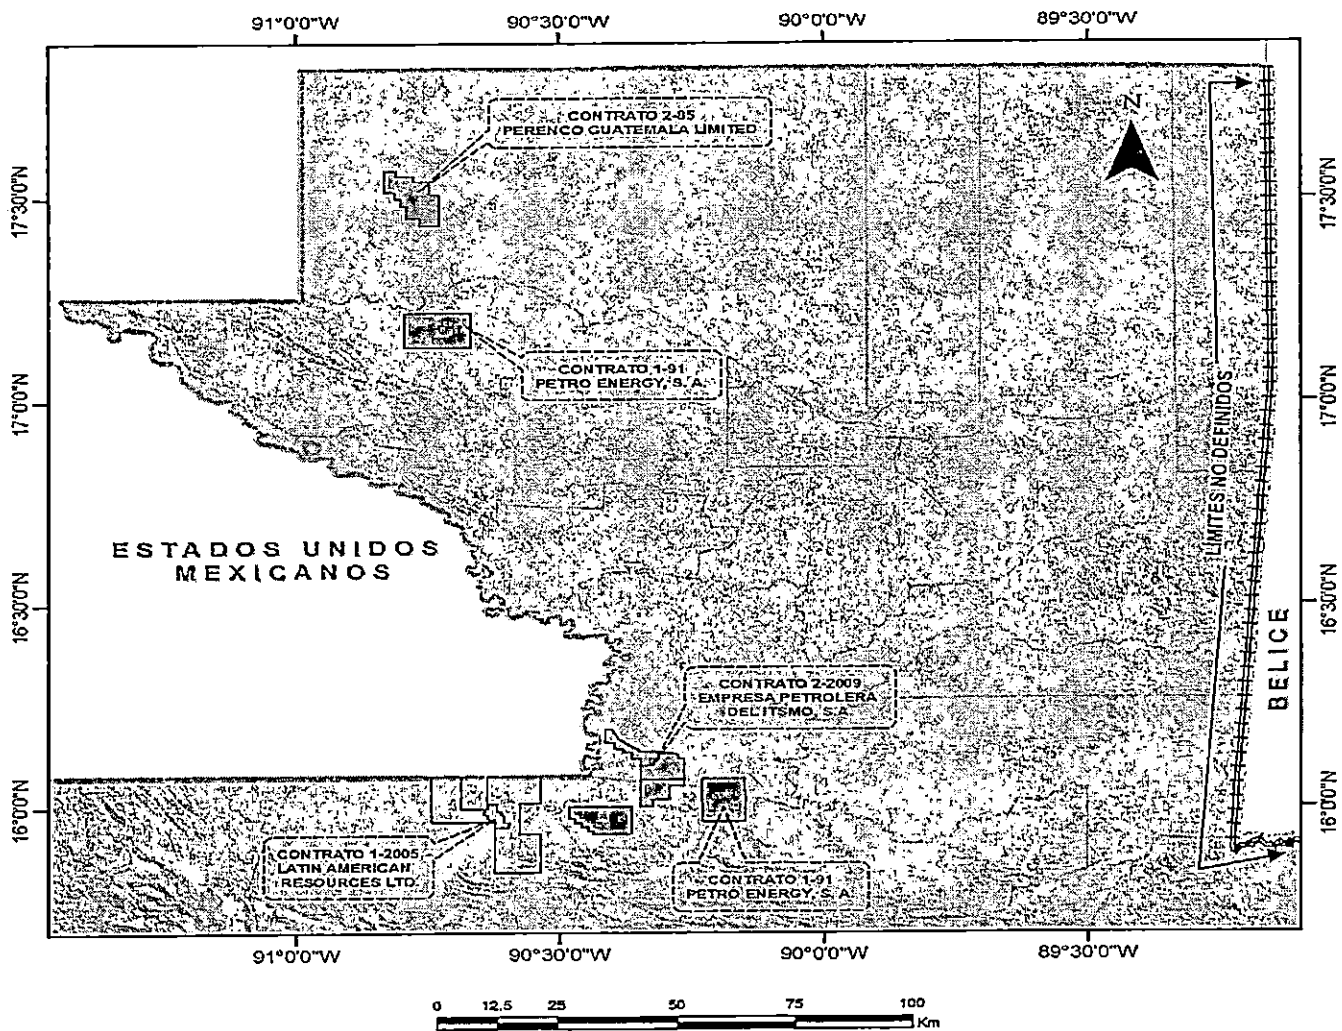 91°0'0"W
90°30'0"W
90°0'0"W
89°30'0"W
N
CONTRATO 2-85
PERENCO GUATEMALA LIMITED
17°30'0"N
17°30'0"N
CONTRATO 1-91
PETRO ENERGY, S. A.
17°0'0"N
17°0'0"N
LIMITES NO DEFINIDOS
ESTADOS UNIDOS
MEXICANOS
16°30'0"N
16°30'0"N
BELICE
CONTRATO 2-2009
EMPRESA PETROLERA
DEL ITSMO, S.A.
16°0'0"N
16°0'0"N
CONTRATO 1-2005
LATIN AMERICAN
RESOURCES LTD.
CONTRATO 1-91
PETRO ENERGY, S. A.
91°0'0"W
90°30'0"W
90°0'0"W
89°30'0"W
0 12.5 25 50 75 100
Km